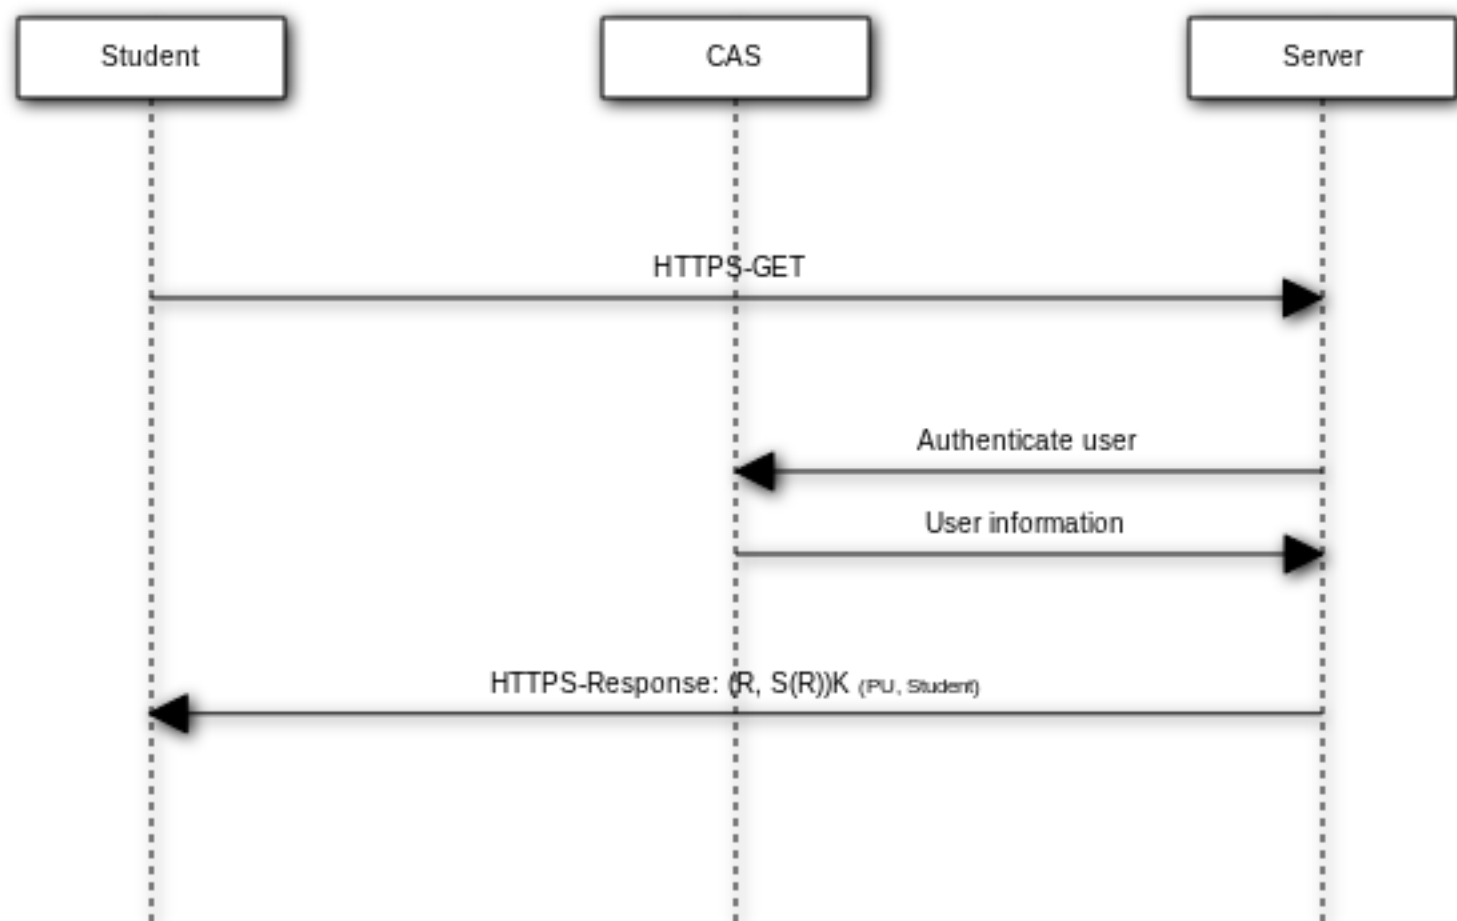 Student
CAS
Server
HTTPS-GET
Authenticate user
User information
HTTPS-Response: (R, S(R))K (PU, Student)